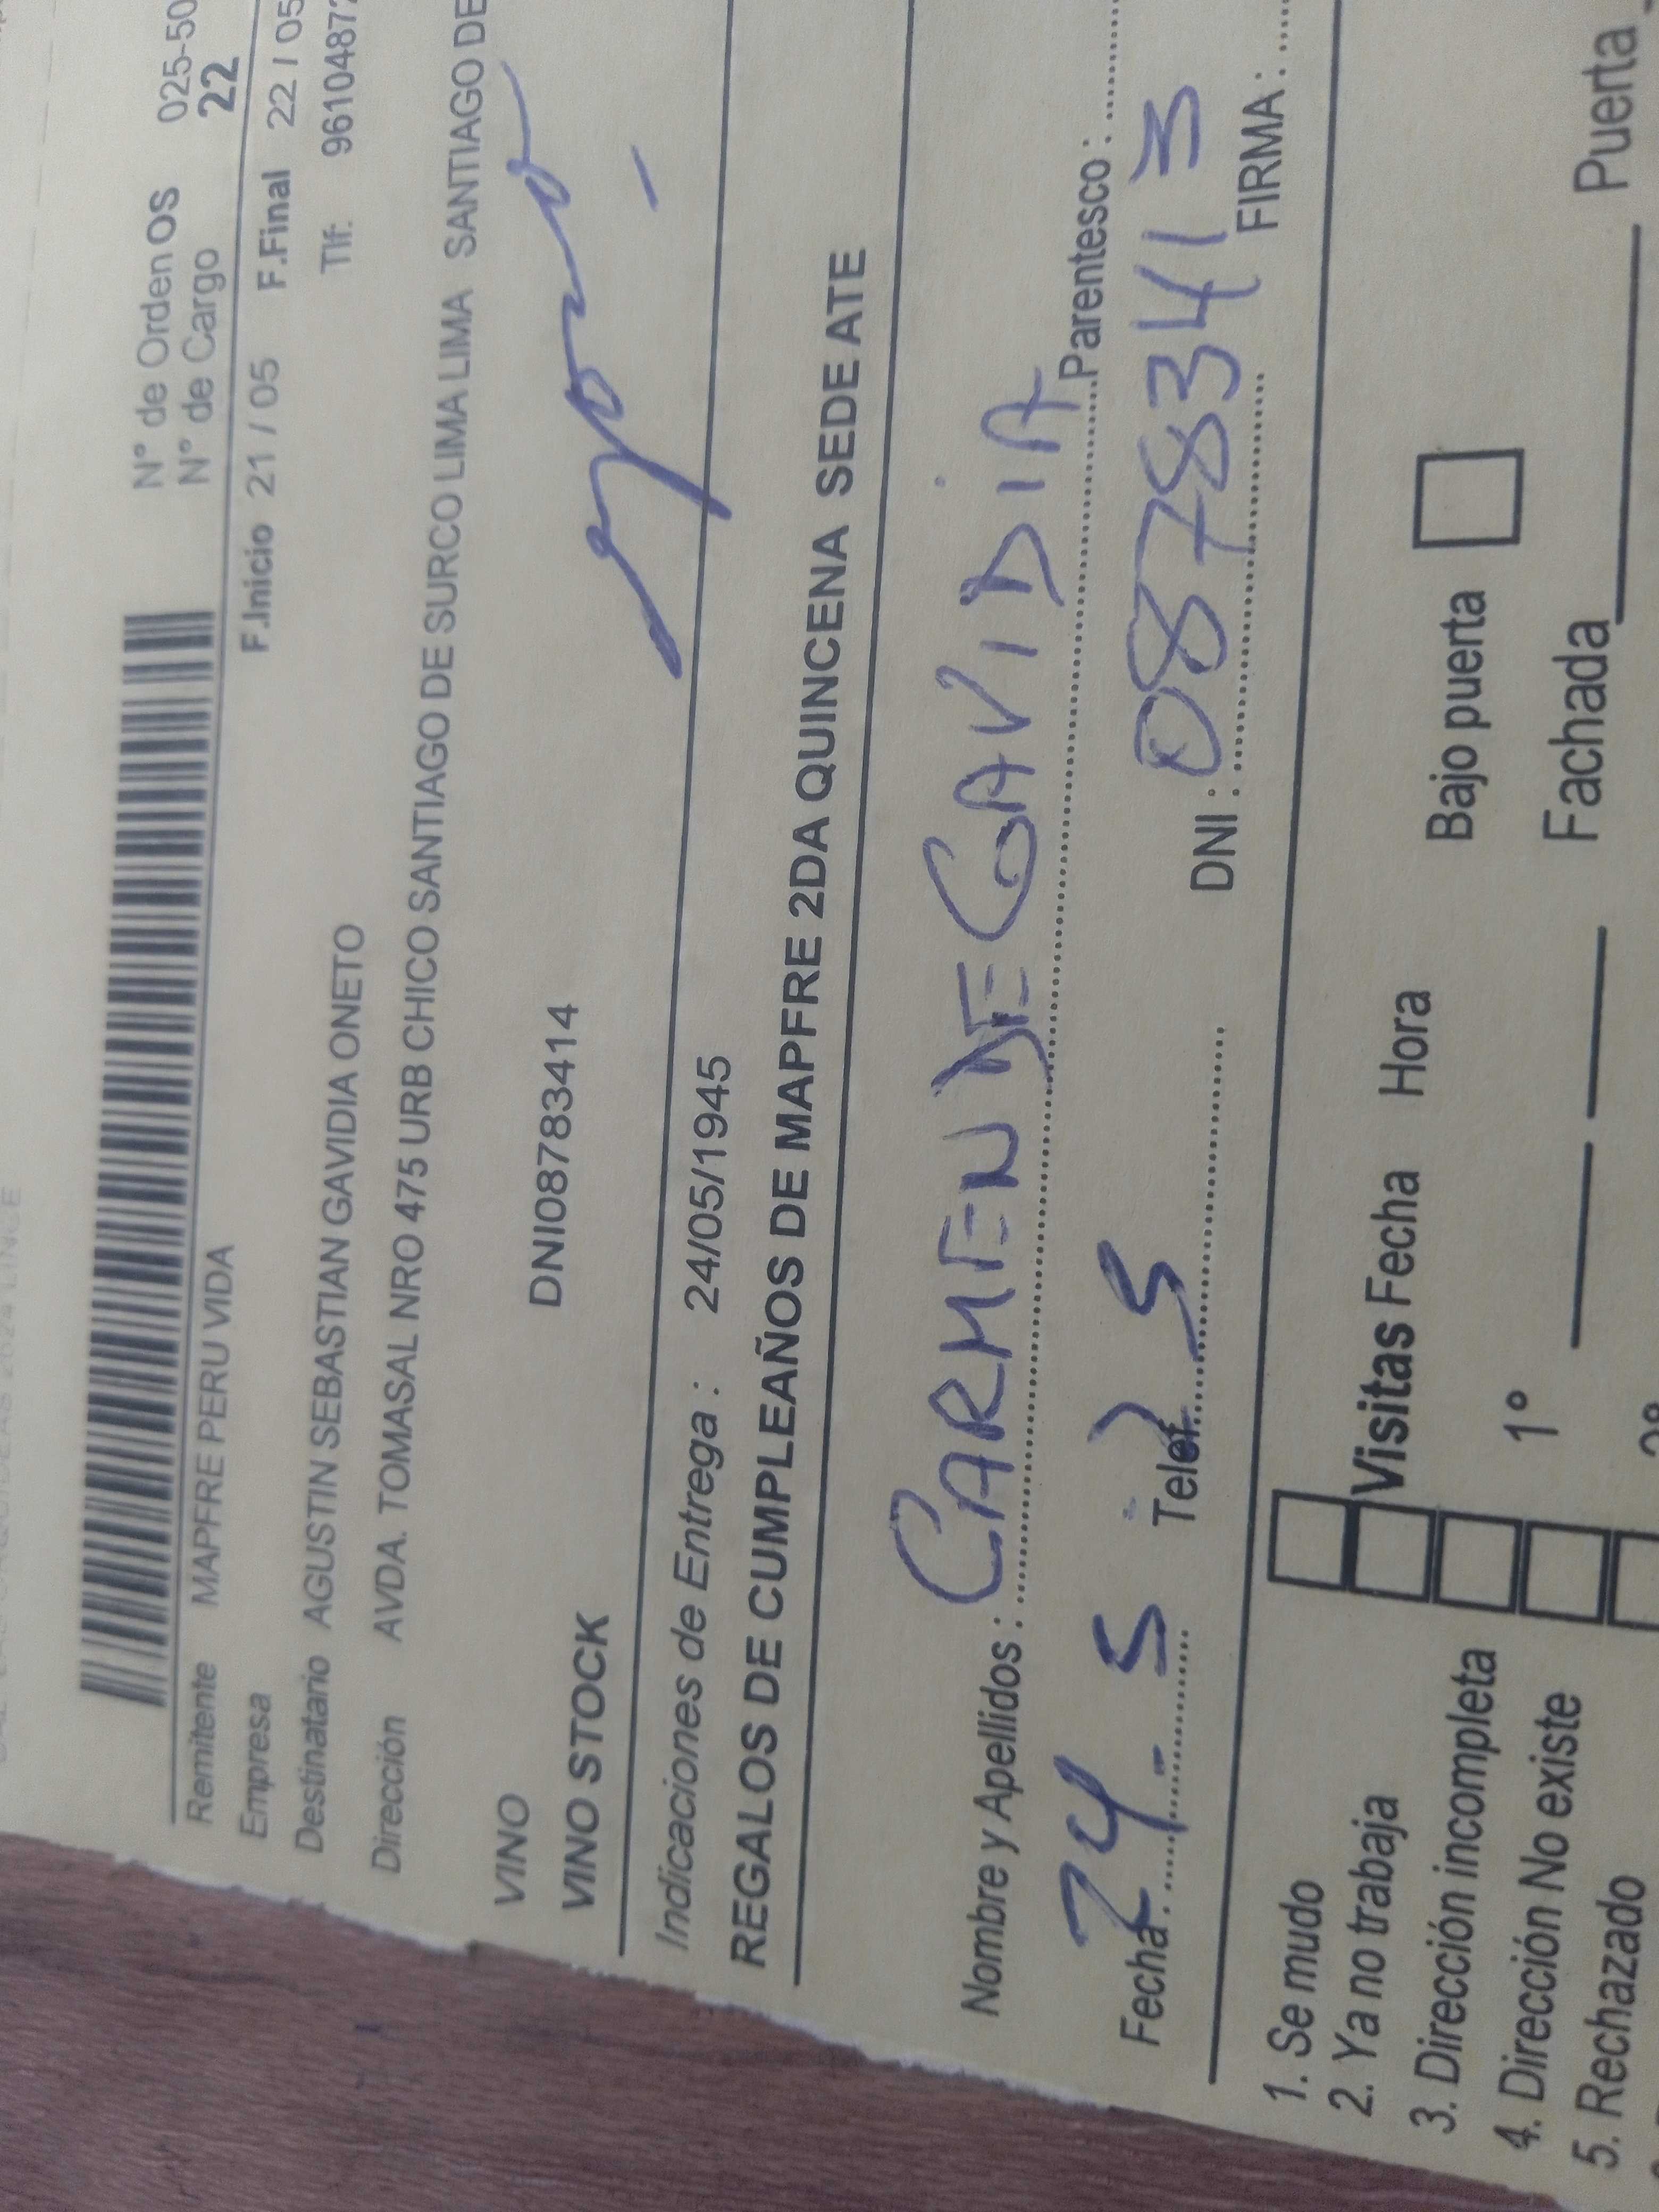 N° de Orden OS 025-50
N° de Cargo 22
Remitente MAPFRE PERU VIDA
F.Inicio 21 / 05 F.Final 22 / 05
Empresa
Tlf: 96104877
Destinatario AGUSTIN SEBASTIAN GAVIDIA ONETO
Dirección AVDA. TOMASAL NRO 475 URB CHICO SANTIAGO DE SURCO LIMA LIMA SANTIAGO DE
VINO DNI08783414
VINO STOCK
Indicaciones de Entrega : 24/05/1945
REGALOS DE CUMPLEAÑOS DE MAPFRE 2DA QUINCENA SEDE ATE
Nombre y Apellidos : CARMEN DE GAVIDIA Parentesco :
Fecha 24 - 5 - 25 Telef. DNI : 08783413 FIRMA :
1. Se mudo
2. Ya no trabaja Visitas Fecha Hora Bajo puerta
3. Dirección incompleta 1°
4. Dirección No existe Fachada Puerta
5. Rechazado